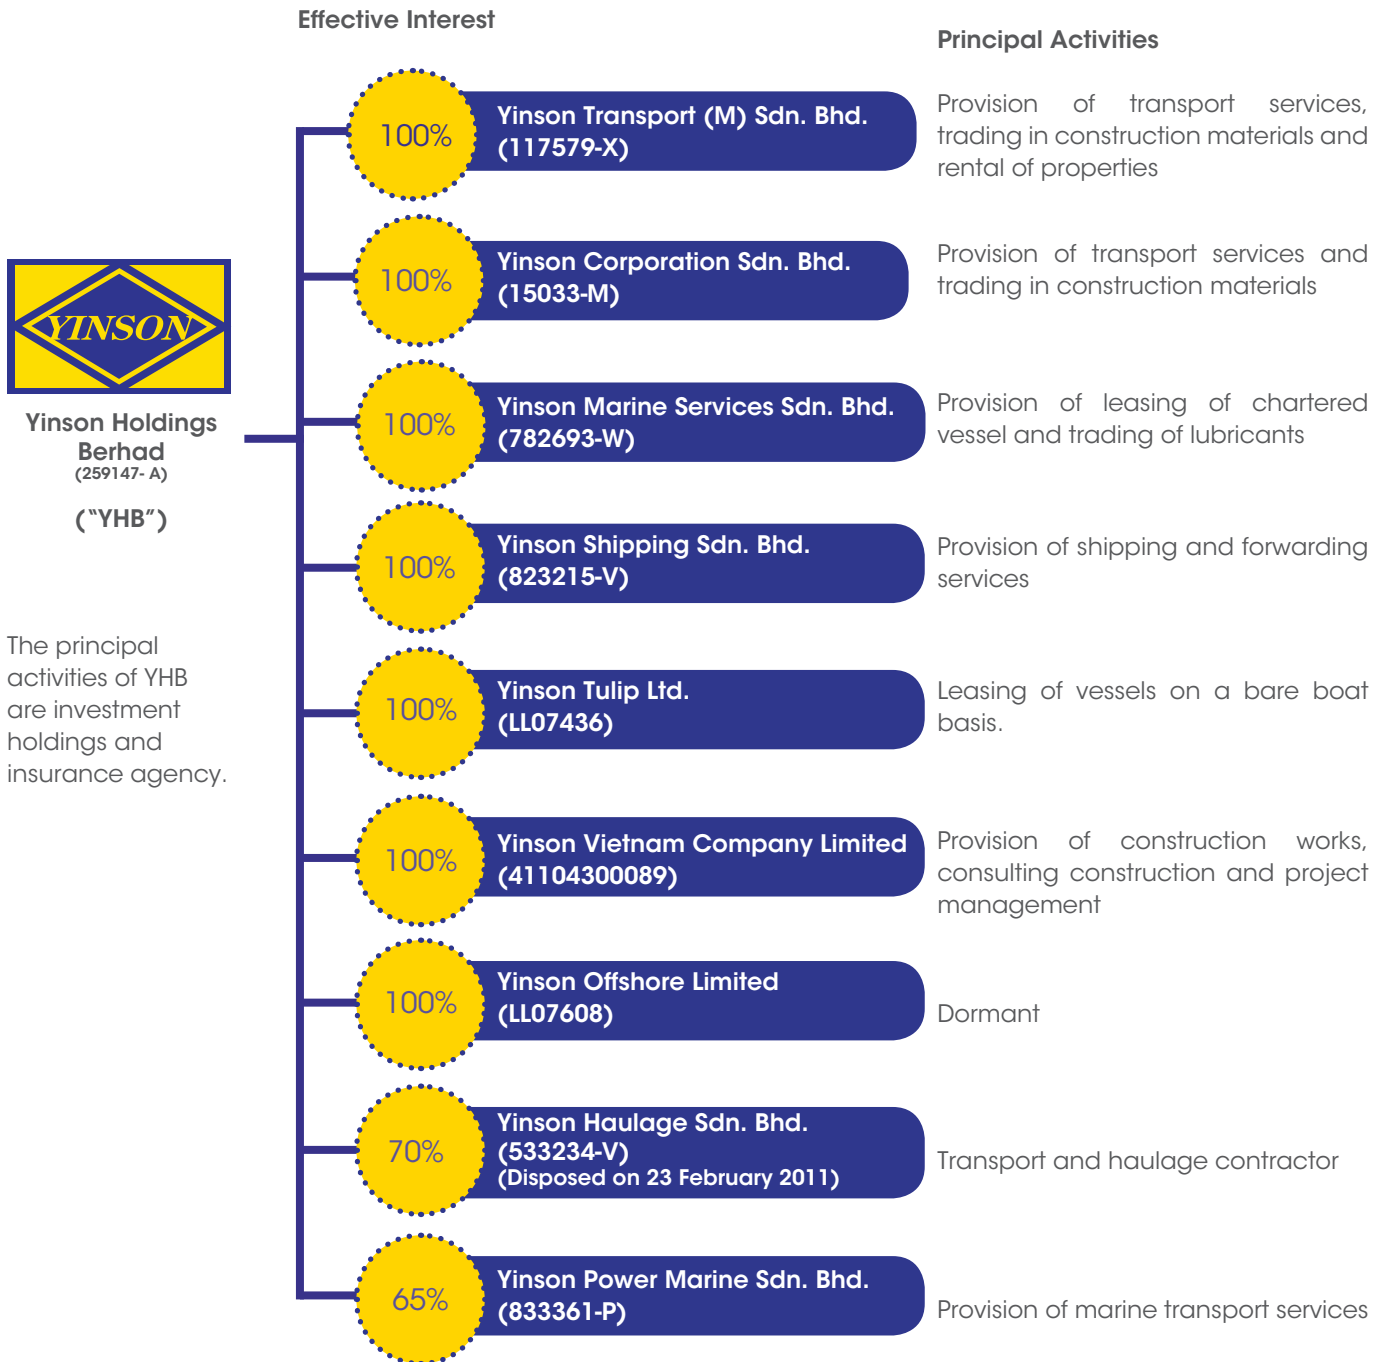 Effective Interest
Principal Activities
100%
Yinson Transport (M) Sdn. Bhd.
(117579-X)
Provision of transport services,
trading in construction materials and
rental of properties
100%
Yinson Corporation Sdn. Bhd.
(15033-M)
Provision of transport services and
trading in construction materials
YINSON
Yinson Holdings
Berhad
(259147- A)
("YHB")
The principal
activities of YHB
are investment
holdings and
insurance agency.
100%
Yinson Marine Services Sdn. Bhd.
(782693-W)
Provision of leasing of chartered
vessel and trading of lubricants
100%
Yinson Shipping Sdn. Bhd.
(823215-V)
Provision of shipping and forwarding
services
100%
Yinson Tulip Ltd.
(LL07436)
Leasing of vessels on a bare boat
basis.
100%
Yinson Vietnam Company Limited
(41104300089)
Provision of construction works,
consulting construction and project
management
100%
Yinson Offshore Limited
(LL07608)
Dormant
70%
Yinson Haulage Sdn. Bhd.
(533234-V)
(Disposed on 23 February 2011)
Transport and haulage contractor
65%
Yinson Power Marine Sdn. Bhd.
(833361-P)
Provision of marine transport services